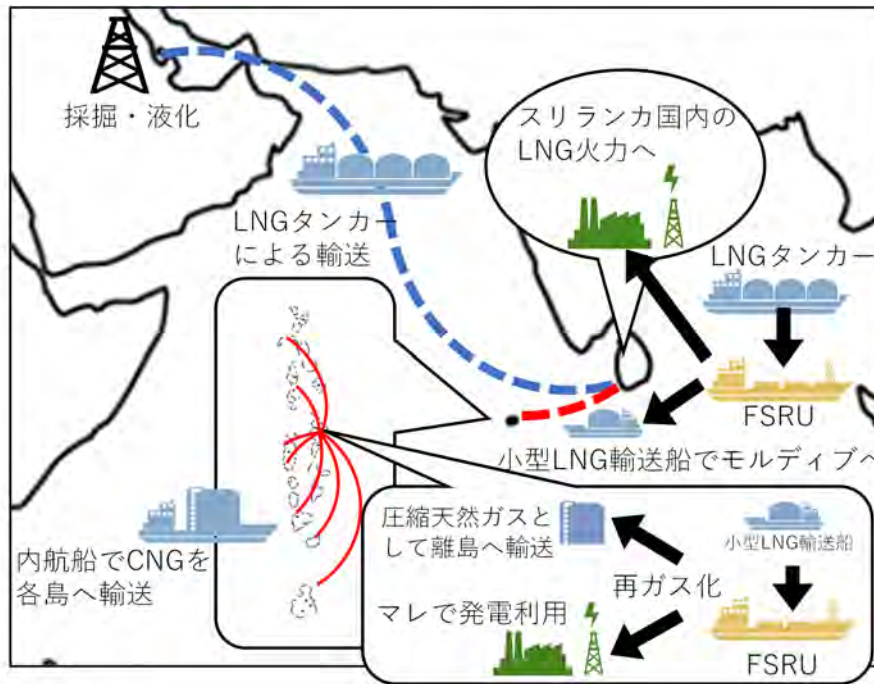 採掘・液化
スリランカ国内の
LNG火力へ
LNGタンカー
による輸送
LNGタンカー
FSRU
小型LNG輸送船でモルディブへ
内航船でCNGを
各島へ輸送
圧縮天然ガスと
して離島へ輸送
小型LNG輸送船
再ガス化
マレで発電利用
FSRU